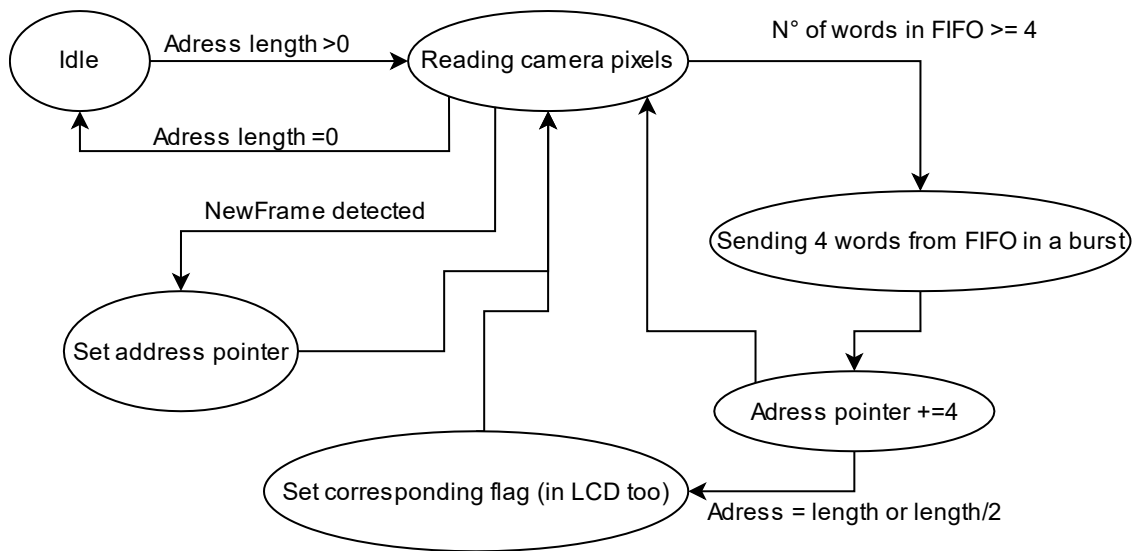 N° of words in FIFO >= 4
Idle
Adress length >0
Reading camera pixels
Adress length =0
NewFrame detected
Sending 4 words from FIFO in a burst
Set address pointer
Adress pointer +=4
Set corresponding flag (in LCD too)
Adress = length or length/2